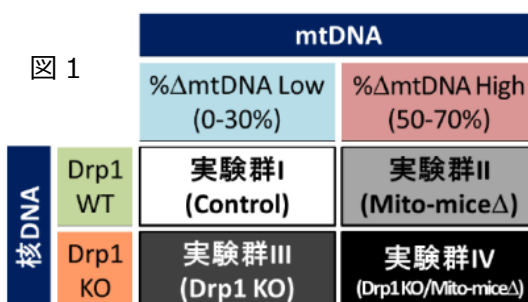 図 1
mtDNA
%ΔmtDNA Low
(0-30%)
%ΔmtDNA High
(50-70%)
核DNA
Drp1
WT
実験群I
(Control)
実験群II
(Mito-miceΔ)
Drp1
KO
実験群III
(Drp1 KO)
実験群IV
(Drp1 KO/Mito-miceΔ)